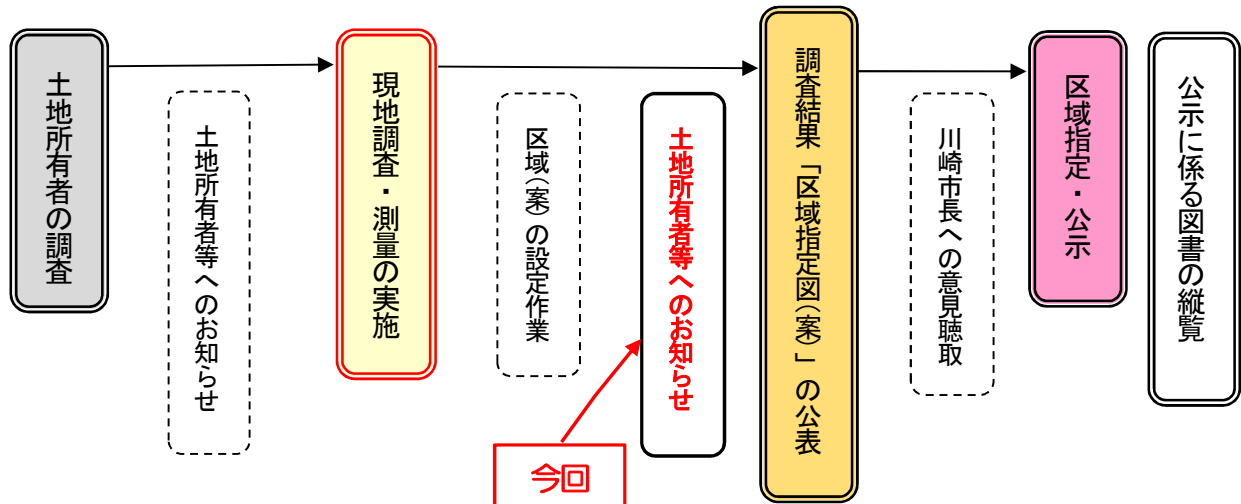 土地所有者の調査
土地所有者等へのお知らせ
現地調査・測量の実施
区域（案）の設定作業
土地所有者等へのお知らせ
今回
調査結果「区域指定図（案）」の公表
川崎市長への意見聴取
区域指定・公示
公示に係る図書の縦覧